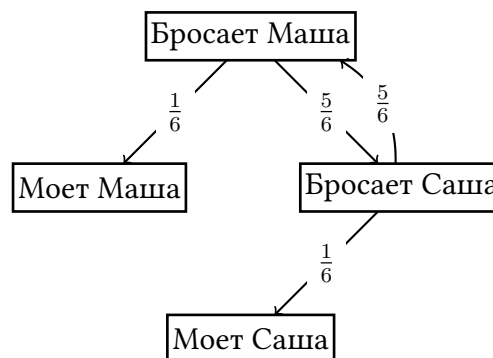 Бросает Маша
1/6
5/6
5/6
Моет Маша
Бросает Саша
1/6
Моет Саша